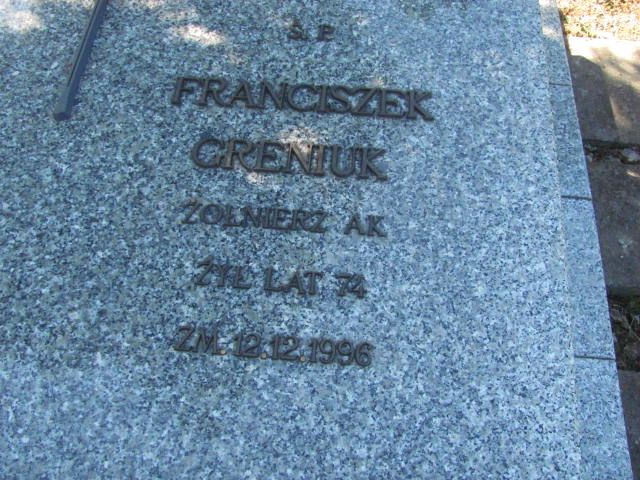 Ś. P.
FRANCISZEK
GRENIUK
ŻOŁNIERZ AK
ŻYŁ LAT 74
ZM. 12.12.1996